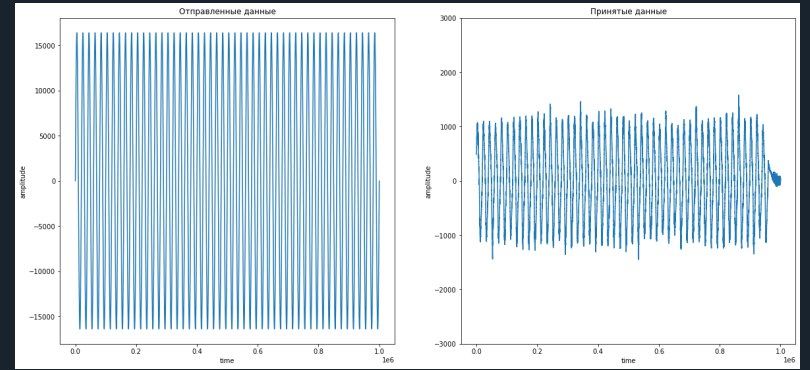 Отправленные данные
15000
10000
5000
0
−5000
−10000
−15000
amplitude
0.0 0.2 0.4 0.6 0.8 1.0
1e6
time
Принятые данные
3000
2000
1000
0
−1000
−2000
−3000
amplitude
0.0 0.2 0.4 0.6 0.8 1.0
1e6
time